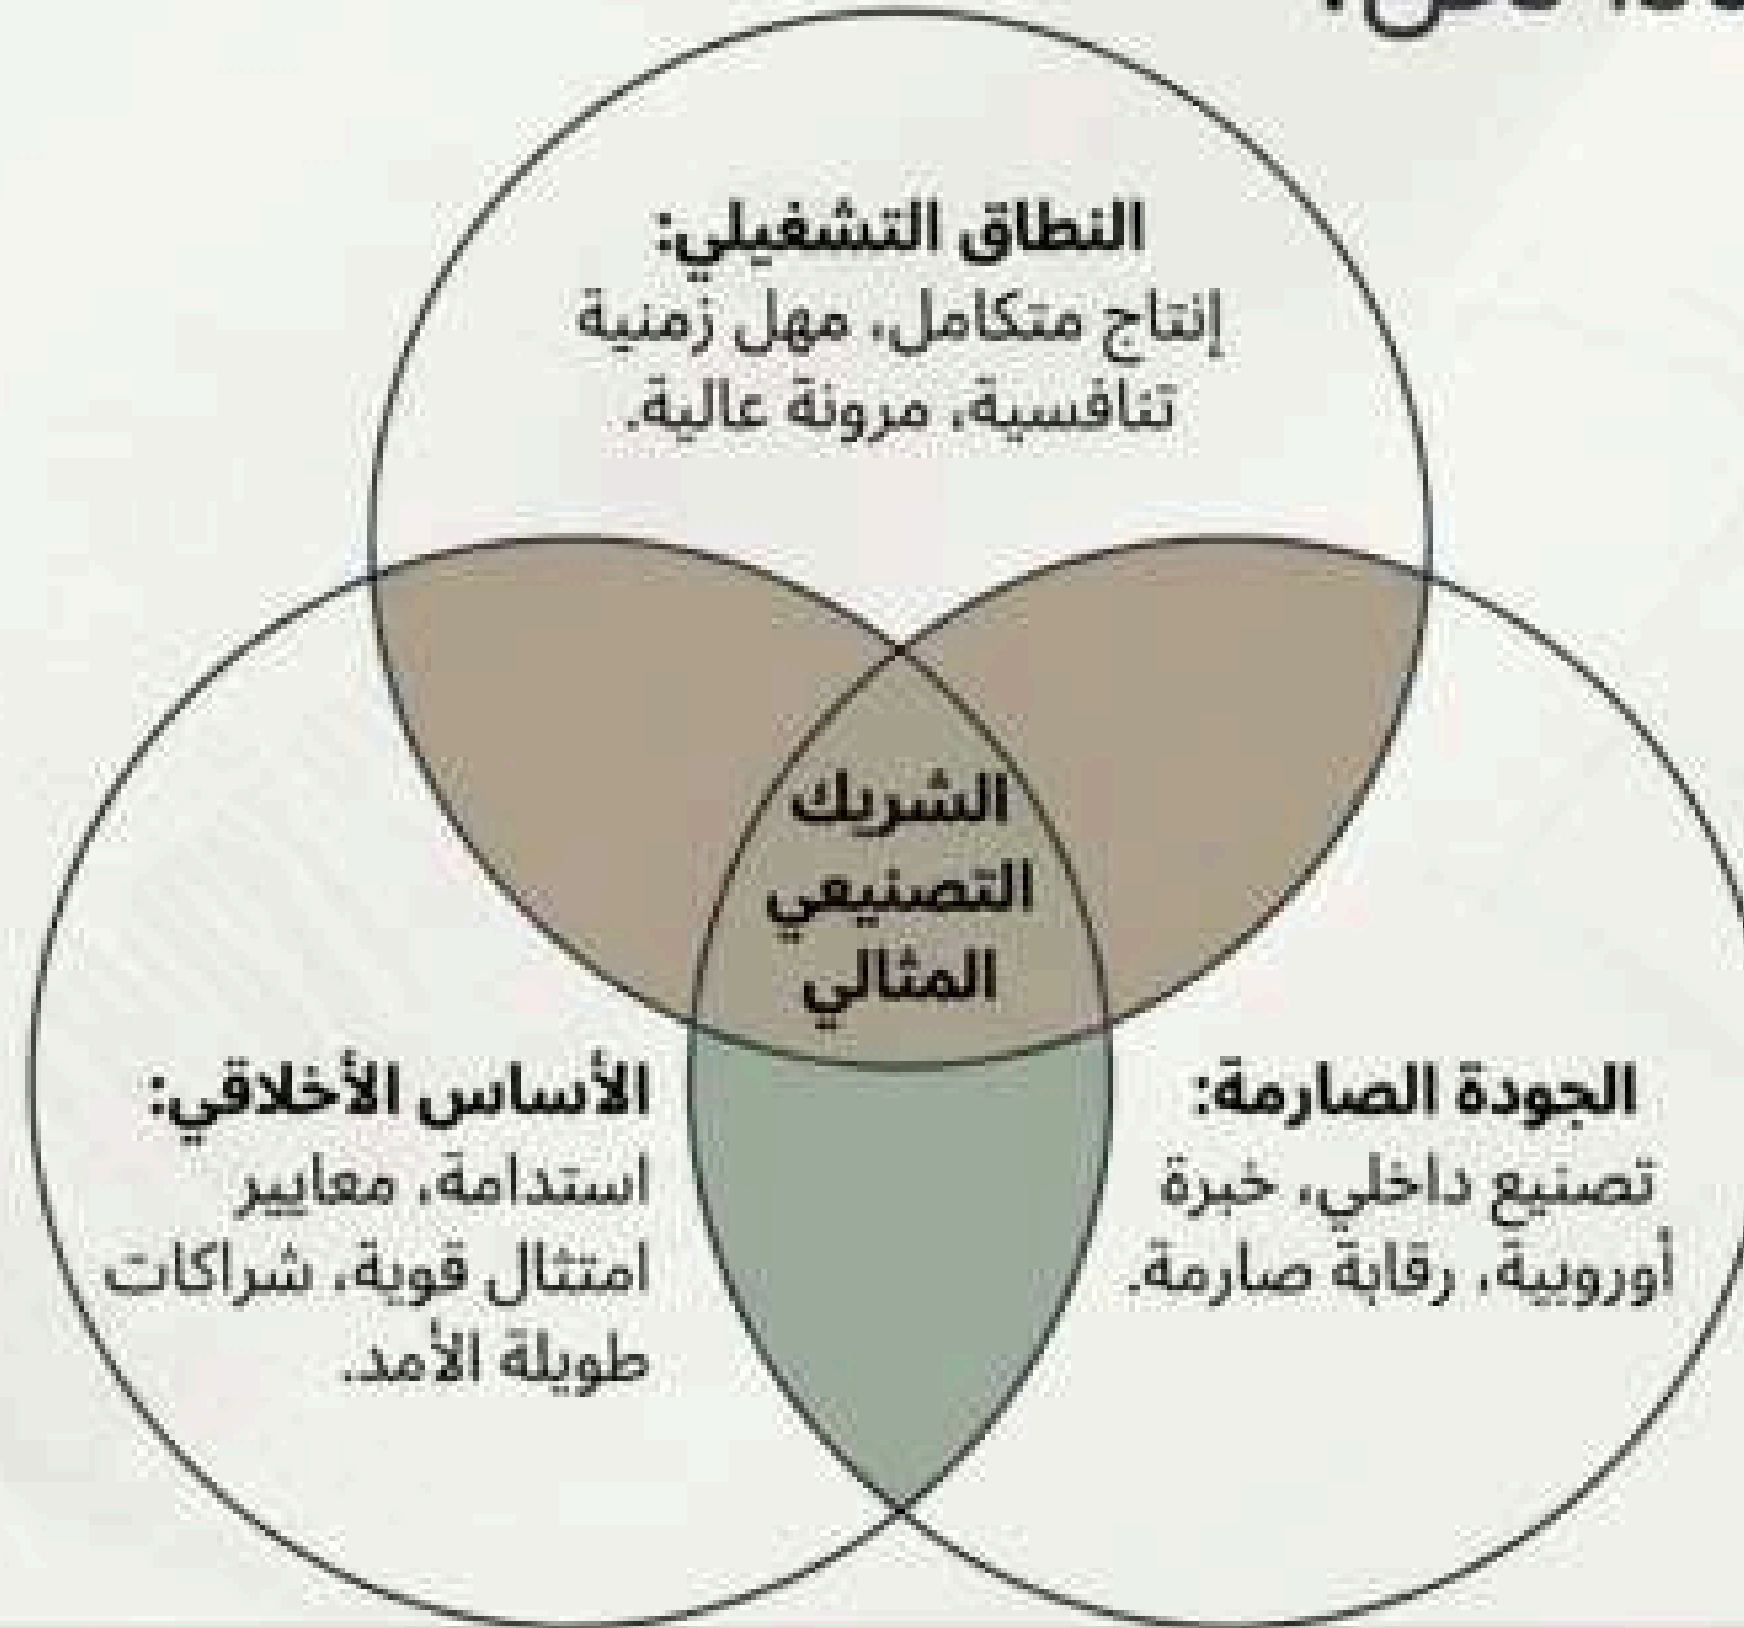 النطاق التشغيلي:
إنتاج متكامل، مهل زمنية
تنافسية، مرونة عالية.
الشريك
التصنيعي
المثالي
الجودة الصارمة:
تصنيع داخلي، خبرة
أوروبية، رقابة صارمة.
الأساس الأخلاقي:
استدامة، معايير
امتثال قوية، شراكات
طويلة الأمد.